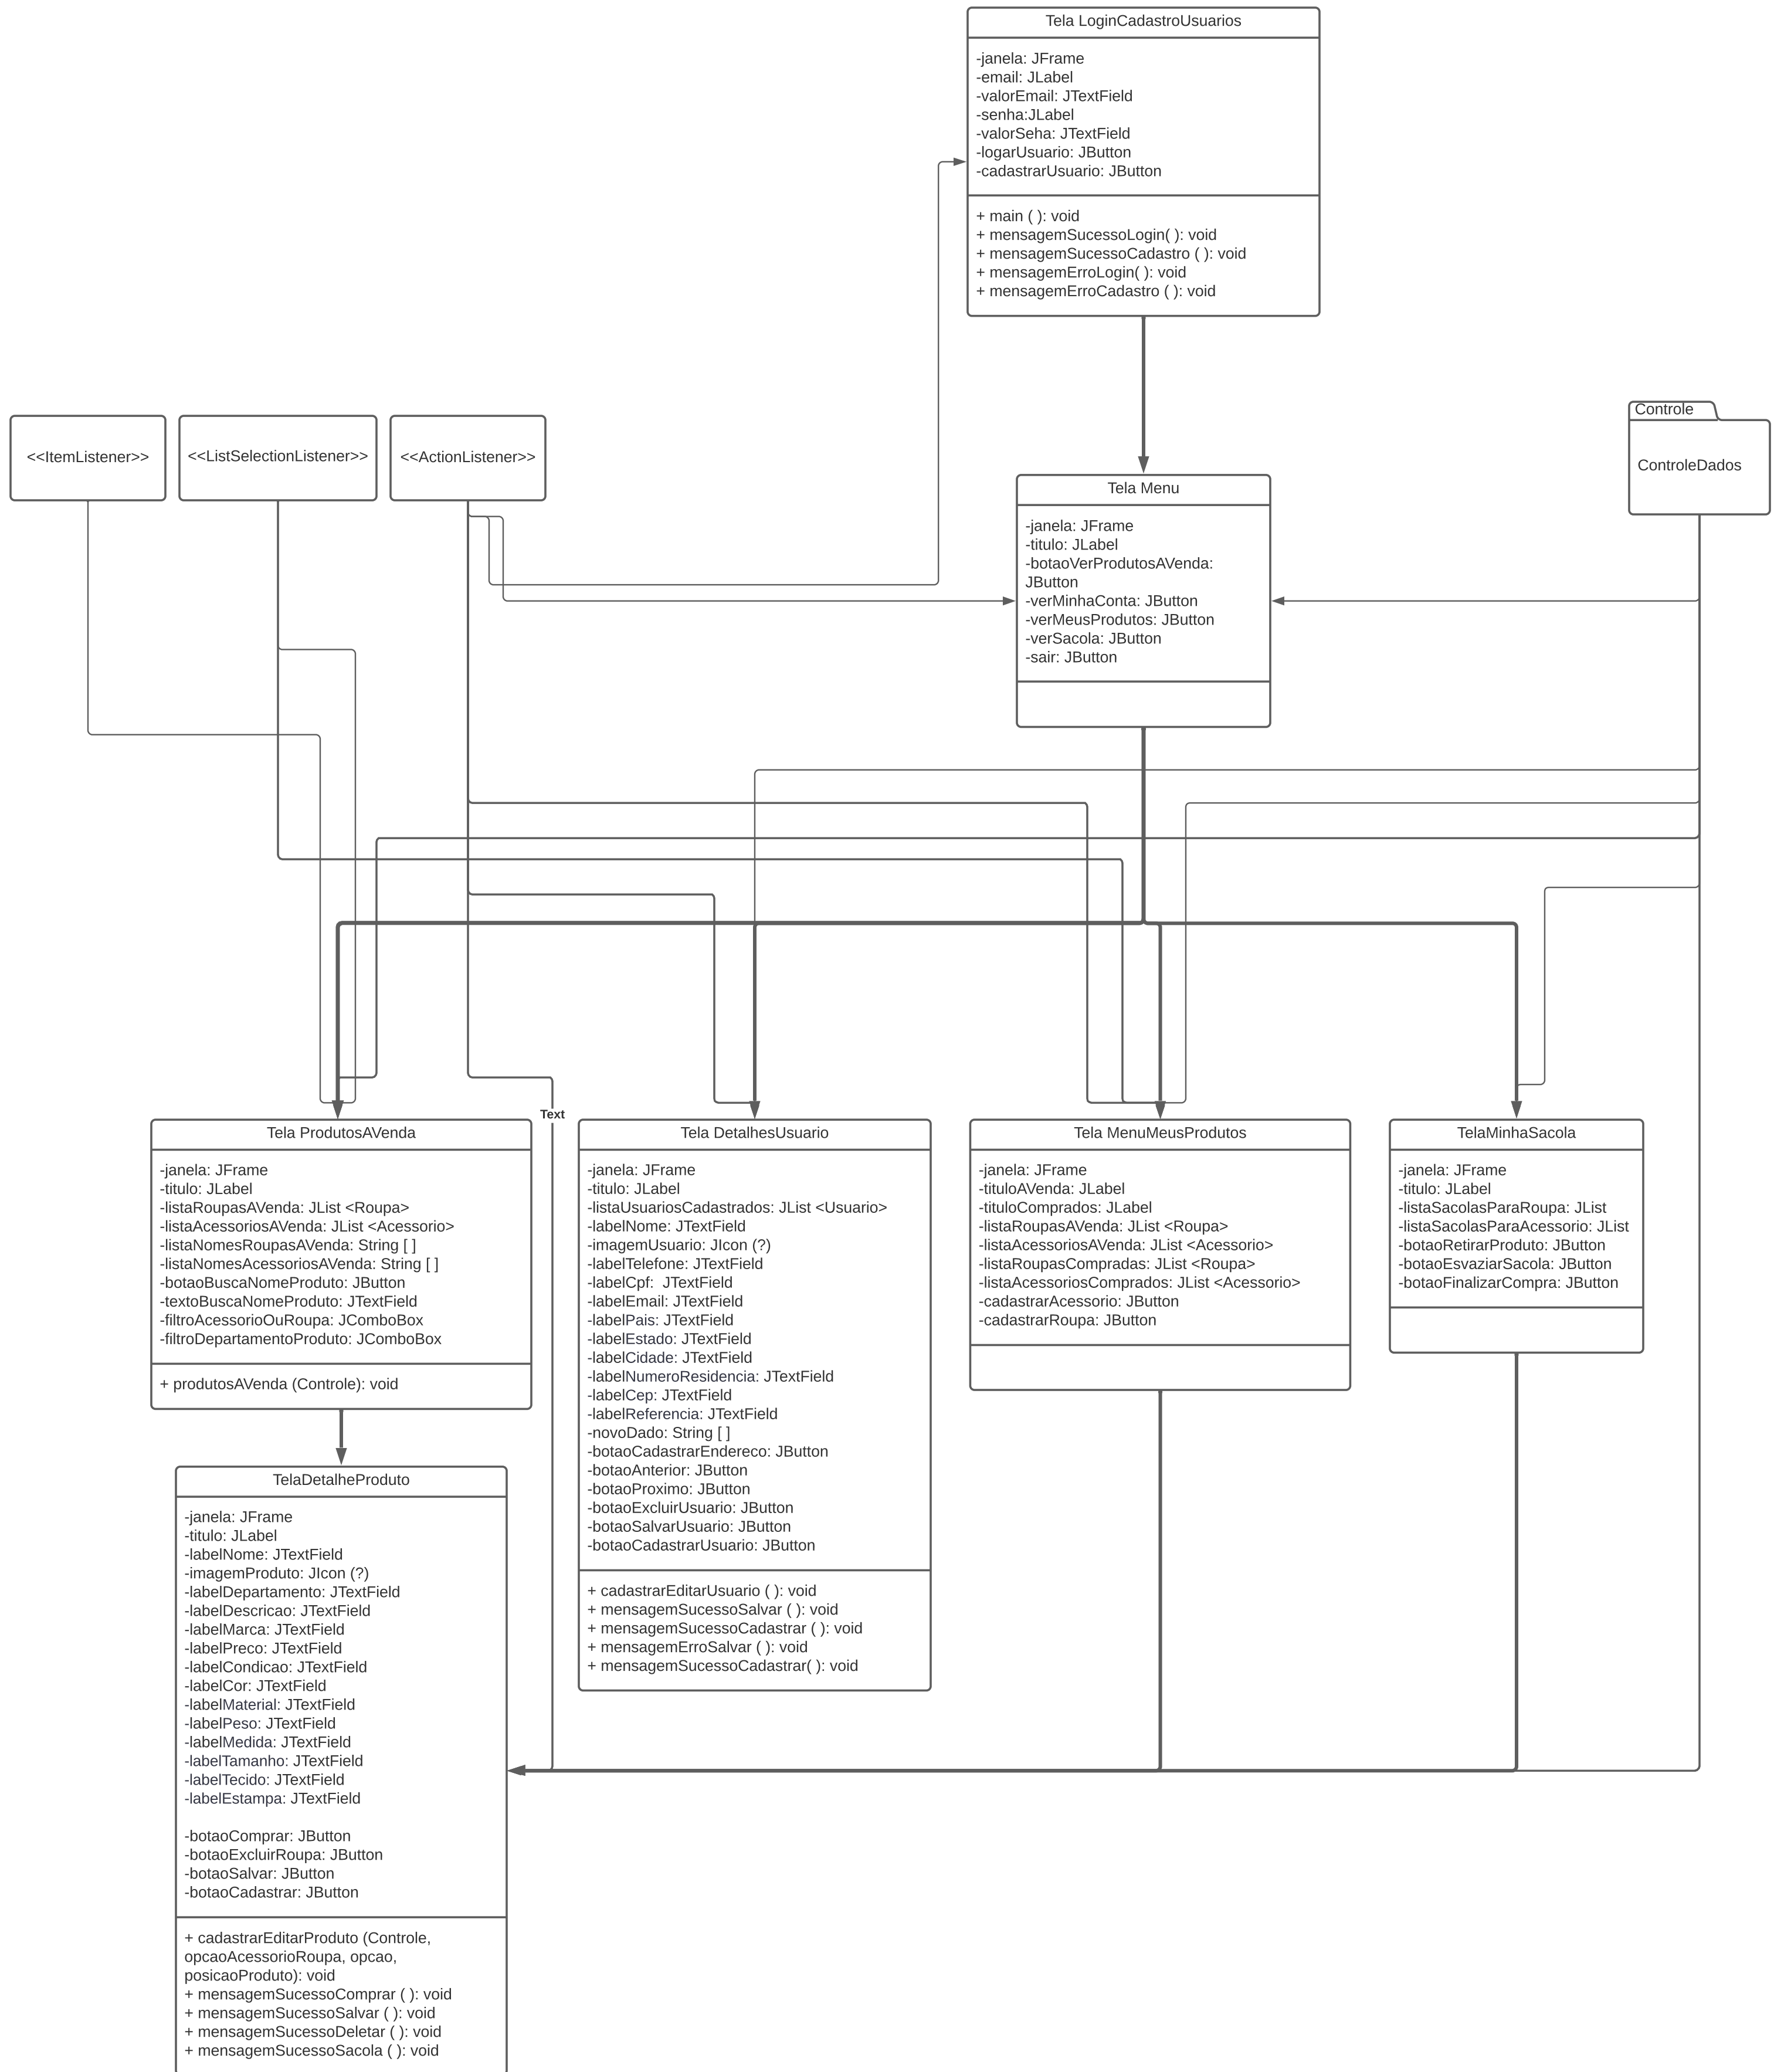 Tela LoginCadastroUsuarios
-janela: JFrame
-email: JLabel
-valorEmail: JTextField
-senha:JLabel
-valorSeha: JTextField
-logarUsuario: JButton
-cadastrarUsuario: JButton
+ main ( ): void
+ mensagemSucessoLogin( ): void
+ mensagemSucessoCadastro ( ): void
+ mensagemErroLogin( ): void
+ mensagemErroCadastro ( ): void
<<ItemListener>>
<<ListSelectionListener>>
<<ActionListener>>
Controle
ControleDados
Tela Menu
-janela: JFrame
-titulo: JLabel
-botaoVerProdutosAVenda:
JButton
-verMinhaConta: JButton
-verMeusProdutos: JButton
-verSacola: JButton
-sair: JButton
Text
Tela ProdutosAVenda
-janela: JFrame
-titulo: JLabel
-listaRoupasAVenda: JList <Roupa>
-listaAcessoriosAVenda: JList <Acessorio>
-listaNomesRoupasAVenda: String [ ]
-listaNomesAcessoriosAVenda: String [ ]
-botaoBuscaNomeProduto: JButton
-textoBuscaNomeProduto: JTextField
-filtroAcessorioOuRoupa: JComboBox
-filtroDepartamentoProduto: JComboBox
+ produtosAVenda (Controle): void
Tela DetalhesUsuario
-janela: JFrame
-titulo: JLabel
-listaUsuariosCadastrados: JList <Usuario>
-labelNome: JTextField
-imagemUsuario: JIcon (?)
-labelTelefone: JTextField
-labelCpf:  JTextField
-labelEmail: JTextField
-labelPais: JTextField
-labelEstado: JTextField
-labelCidade: JTextField
-labelNumeroResidencia: JTextField
-labelCep: JTextField
-labelReferencia: JTextField
-novoDado: String [ ]
-botaoCadastrarEndereco: JButton
-botaoAnterior: JButton
-botaoProximo: JButton
-botaoExcluirUsuario: JButton
-botaoSalvarUsuario: JButton
-botaoCadastrarUsuario: JButton
+ cadastrarEditarUsuario ( ): void
+ mensagemSucessoSalvar ( ): void
+ mensagemSucessoCadastrar ( ): void
+ mensagemErroSalvar ( ): void
+ mensagemSucessoCadastrar( ): void
Tela MenuMeusProdutos
-janela: JFrame
-tituloAVenda: JLabel
-tituloComprados: JLabel
-listaRoupasAVenda: JList <Roupa>
-listaAcessoriosAVenda: JList <Acessorio>
-listaRoupasCompradas: JList <Roupa>
-listaAcessoriosComprados: JList <Acessorio>
-cadastrarAcessorio: JButton
-cadastrarRoupa: JButton
TelaMinhaSacola
-janela: JFrame
-titulo: JLabel
-listaSacolasParaRoupa: JList
-listaSacolasParaAcessorio: JList
-botaoRetirarProduto: JButton
-botaoEsvaziarSacola: JButton
-botaoFinalizarCompra: JButton
TelaDetalheProduto
-janela: JFrame
-titulo: JLabel
-labelNome: JTextField
-imagemProduto: JIcon (?)
-labelDepartamento: JTextField
-labelDescricao: JTextField
-labelMarca: JTextField
-labelPreco: JTextField
-labelCondicao: JTextField
-labelCor: JTextField
-labelMaterial: JTextField
-labelPeso: JTextField
-labelMedida: JTextField
-labelTamanho: JTextField
-labelTecido: JTextField
-labelEstampa: JTextField
-botaoComprar: JButton
-botaoExcluirRoupa: JButton
-botaoSalvar: JButton
-botaoCadastrar: JButton
+ cadastrarEditarProduto (Controle,
opcaoAcessorioRoupa, opcao,
posicaoProduto): void
+ mensagemSucessoComprar ( ): void
+ mensagemSucessoSalvar ( ): void
+ mensagemSucessoDeletar ( ): void
+ mensagemSucessoSacola ( ): void